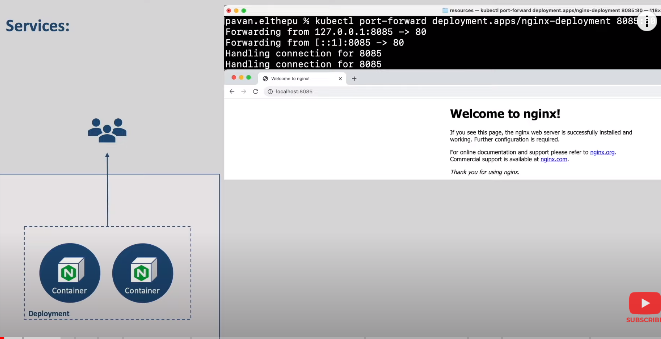 Services:
resources — kubectl port-forward deployment.apps/nginx-deployment 8085:80
pavan.elthepu % kubectl port-forward deployment.apps/nginx-deployment 8085
Forwarding from 127.0.0.1:8085 -> 80
Forwarding from [::1]:8085 -> 80
Handling connection for 8085
Handling connection for 8085
Welcome to nginx!
localhost:8085
Welcome to nginx!
If you see this page, the nginx web server is successfully installed and
working. Further configuration is required.
For online documentation and support please refer to nginx.org.
Commercial support is available at nginx.com.
Thank you for using nginx.
Container
Container
Deployment
SUBSCRIBE